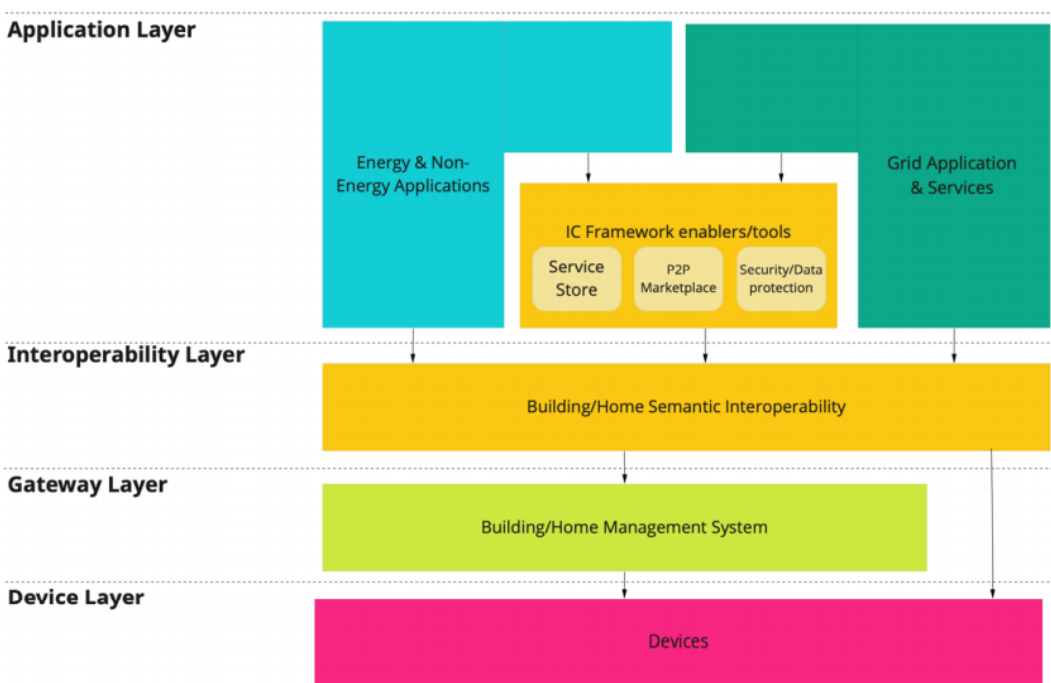 Application Layer
Energy & Non-
Energy Applications
Grid Application
& Services
IC Framework enablers/tools
Service
Store
P2P
Marketplace
Security/Data
protection
Interoperability Layer
Building/Home Semantic Interoperability
Gateway Layer
Building/Home Management System
Device Layer
Devices